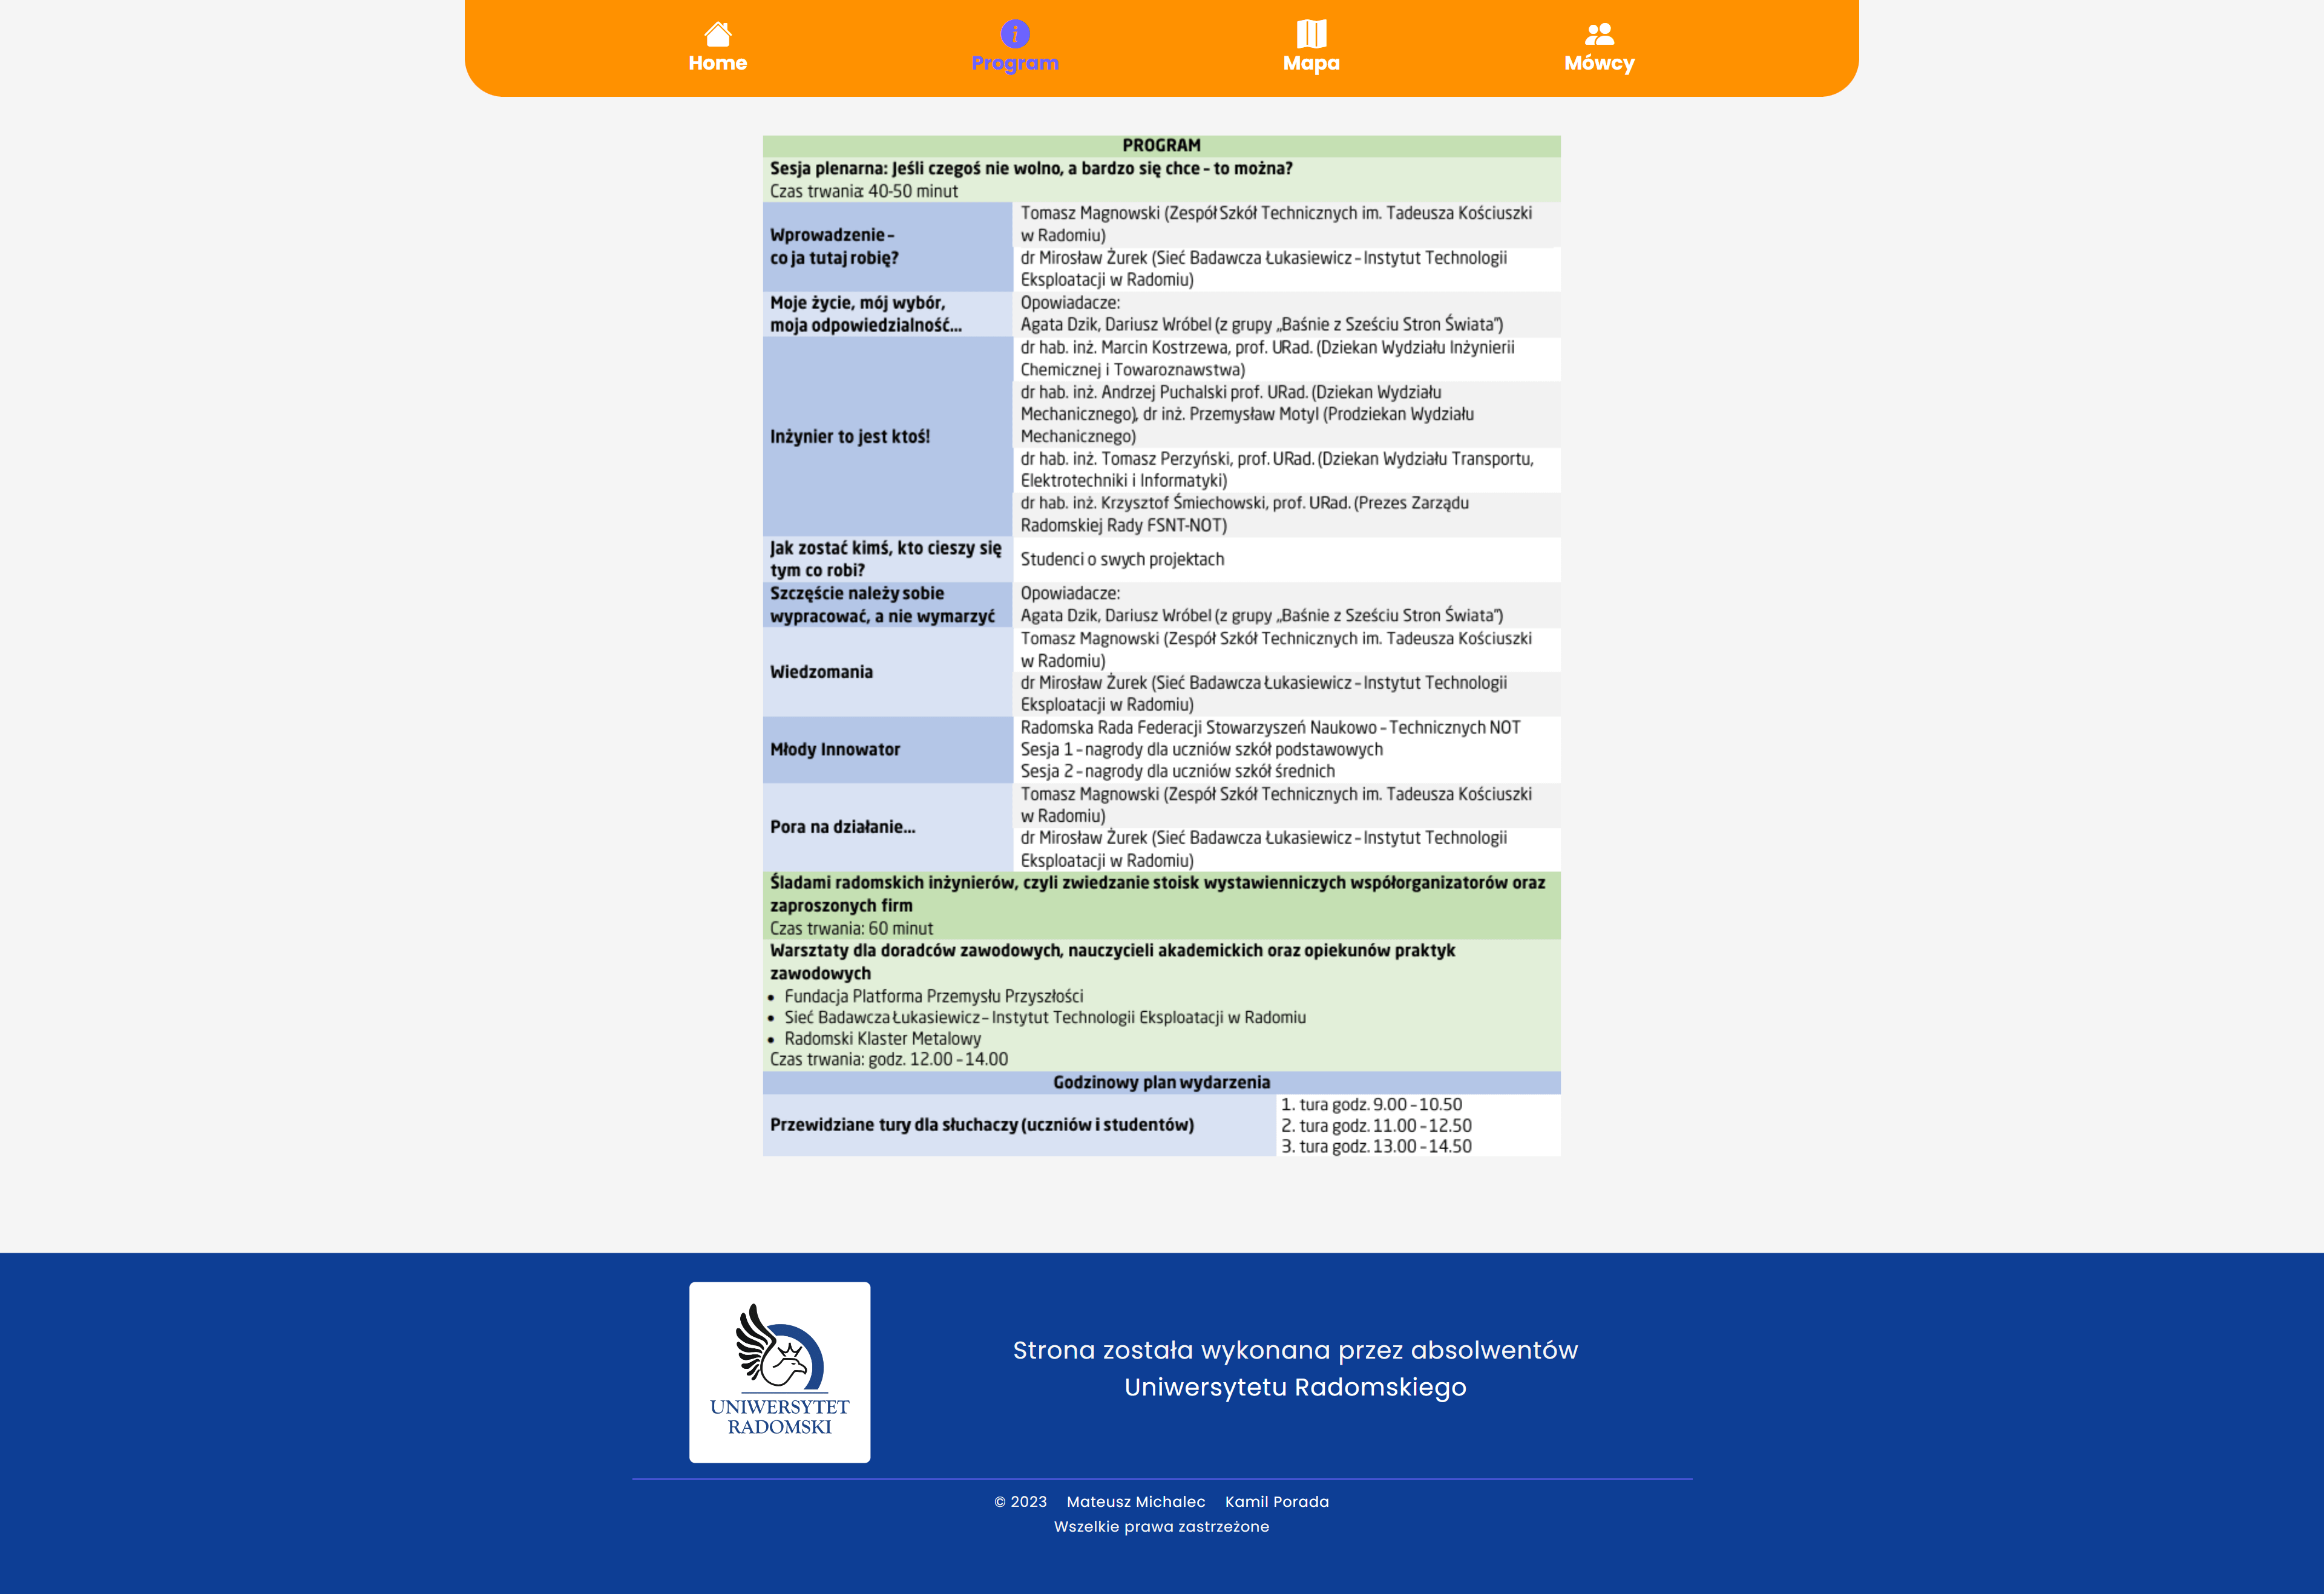 Home
Program
Mapa
Mówcy
PROGRAM
Sesja plenarna: Jeśli czegoś nie wolno, a bardzo się chce – to można?
Czas trwania: 40-50 minut
Wprowadzenie –
co ja tutaj robię?
Tomasz Magnowski (Zespół Szkół Technicznych im. Tadeusza Kościuszki
w Radomiu)
dr Mirosław Żurek (Sieć Badawcza Łukasiewicz – Instytut Technologii
Eksploatacji w Radomiu)
Moje życie, mój wybór,
moja odpowiedzialność...
Opowiadacze:
Agata Dzik, Dariusz Wróbel (z grupy „Baśnie z Sześciu Stron Świata”)
Inżynier to jest ktoś!
dr hab. inż. Marcin Kostrzewa, prof. URad. (Dziekan Wydziału Inżynierii
Chemicznej i Towaroznawstwa)
dr hab. inż. Andrzej Puchalski prof. URad. (Dziekan Wydziału
Mechanicznego), dr inż. Przemysław Motyl (Prodziekan Wydziału
Mechanicznego)
dr hab. inż. Tomasz Perzyński, prof. URad. (Dziekan Wydziału Transportu,
Elektrotechniki i Informatyki)
dr hab. inż. Krzysztof Śmiechowski, prof. URad. (Prezes Zarządu
Radomskiej Rady FSNT-NOT)
Jak zostać kimś, kto cieszy się
tym co robi?
Studenci o swych projektach
Szczęście należy sobie
wypracować, a nie wymarzyć
Opowiadacze:
Agata Dzik, Dariusz Wróbel (z grupy „Baśnie z Sześciu Stron Świata”)
Wiedzomania
Tomasz Magnowski (Zespół Szkół Technicznych im. Tadeusza Kościuszki
w Radomiu)
dr Mirosław Żurek (Sieć Badawcza Łukasiewicz – Instytut Technologii
Eksploatacji w Radomiu)
Młody Innowator
Radomska Rada Federacji Stowarzyszeń Naukowo – Technicznych NOT
Sesja 1 – nagrody dla uczniów szkół podstawowych
Sesja 2 – nagrody dla uczniów szkół średnich
Pora na działanie...
Tomasz Magnowski (Zespół Szkół Technicznych im. Tadeusza Kościuszki
w Radomiu)
dr Mirosław Żurek (Sieć Badawcza Łukasiewicz – Instytut Technologii
Eksploatacji w Radomiu)
Śladami radomskich inżynierów, czyli zwiedzanie stoisk wystawienniczych współorganizatorów oraz
zaproszonych firm
Czas trwania: 60 minut
Warsztaty dla doradców zawodowych, nauczycieli akademickich oraz opiekunów praktyk
zawodowych
• Fundacja Platforma Przemysłu Przyszłości
• Sieć Badawcza Łukasiewicz – Instytut Technologii Eksploatacji w Radomiu
• Radomski Klaster Metalowy
Czas trwania: godz. 12.00 – 14.00
Godzinowy plan wydarzenia
Przewidziane tury dla słuchaczy (uczniów i studentów)
1. tura godz. 9.00 – 10.50
2. tura godz. 11.00 – 12.50
3. tura godz. 13.00 – 14.50
UNIWERSYTET
RADOMSKI
Strona została wykonana przez absolwentów
Uniwersytetu Radomskiego
© 2023 Mateusz Michalec Kamil Porada
Wszelkie prawa zastrzeżone